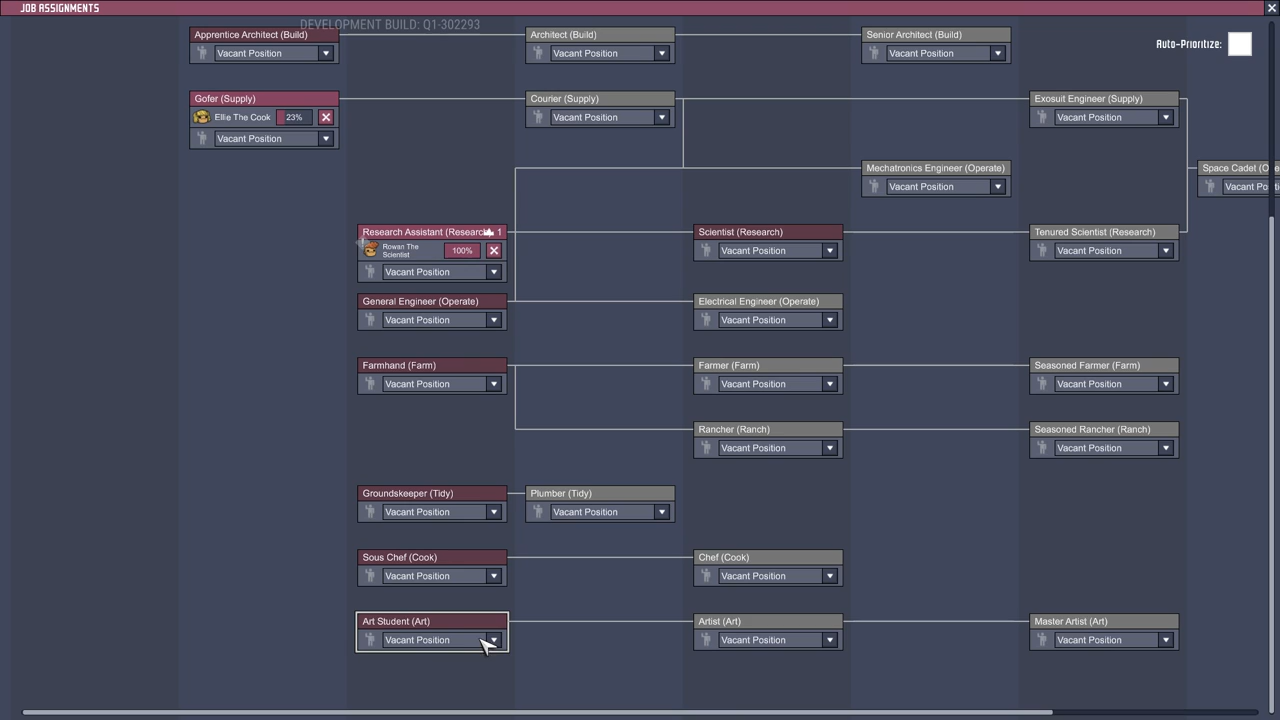 JOB ASSIGNMENTS
DEVELOPMENT BUILD: Q1-302293
Auto-Prioritize:
Apprentice Architect (Build)
Vacant Position
Architect (Build)
Vacant Position
Senior Architect (Build)
Vacant Position
Gofer (Supply)
Ellie The Cook 23%
Vacant Position
Courier (Supply)
Vacant Position
Exosuit Engineer (Supply)
Vacant Position
Mechatronics Engineer (Operate)
Vacant Position
Space Cadet
Vacant
Research Assistant (Research 1
Rowan The
Scientist
100%
Vacant Position
Scientist (Research)
Vacant Position
Tenured Scientist (Research)
Vacant Position
General Engineer (Operate)
Vacant Position
Electrical Engineer (Operate)
Vacant Position
Farmhand (Farm)
Vacant Position
Farmer (Farm)
Vacant Position
Seasoned Farmer (Farm)
Vacant Position
Rancher (Ranch)
Vacant Position
Seasoned Rancher (Ranch)
Vacant Position
Groundskeeper (Tidy)
Vacant Position
Plumber (Tidy)
Vacant Position
Sous Chef (Cook)
Vacant Position
Chef (Cook)
Vacant Position
Art Student (Art)
Vacant Position
Artist (Art)
Vacant Position
Master Artist (Art)
Vacant Position